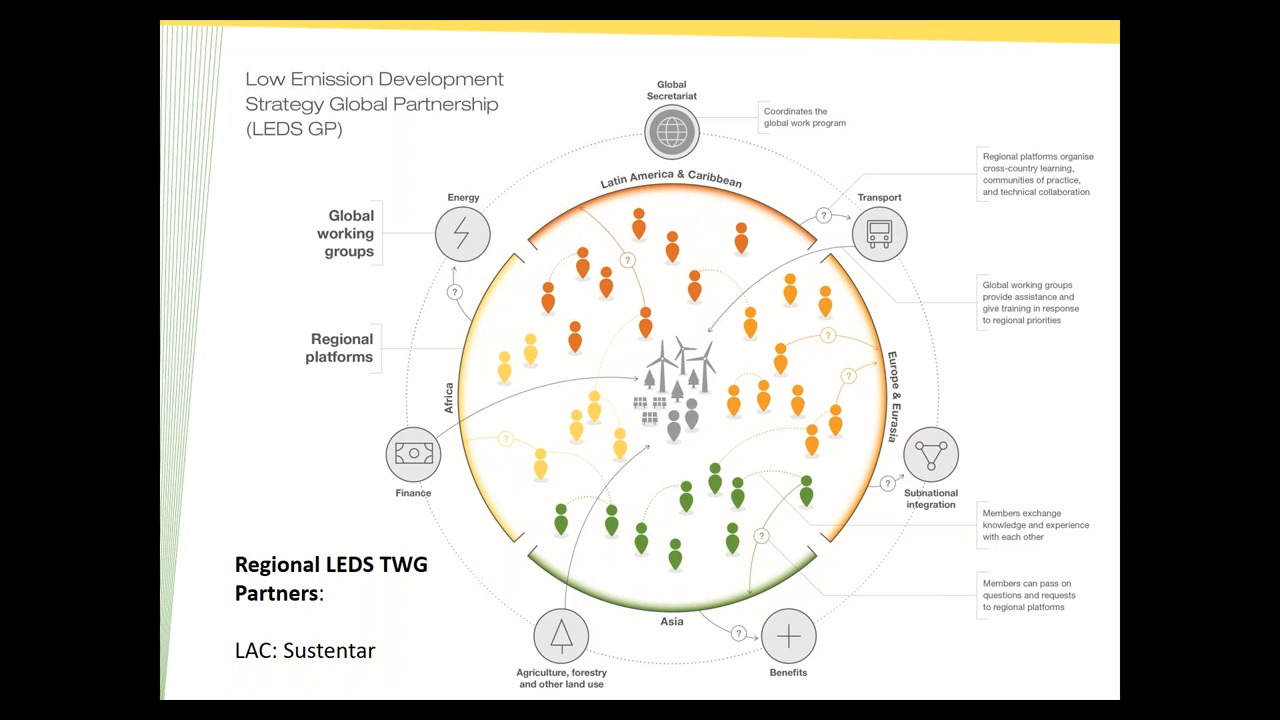 Low Emission Development
Strategy Global Partnership
(LEDS GP)
Global
Secretariat
Coordinates the
global work program
Latin America & Caribbean
Regional platforms organise
cross-country learning,
communities of practice,
and technical collaboration
Energy
Transport
Global
working
groups
?
?
?
Global working groups
provide assistance and
give training in response
to regional priorities
Regional
platforms
?
?
Africa
Europe & Eurasia
?
Finance
?
Subnational
integration
Members exchange
knowledge and experience
with each other
?
Regional LEDS TWG
Partners:
Members can pass on
questions and requests
to regional platforms
Asia
?
LAC: Sustentar
Agriculture, forestry
and other land use
Benefits